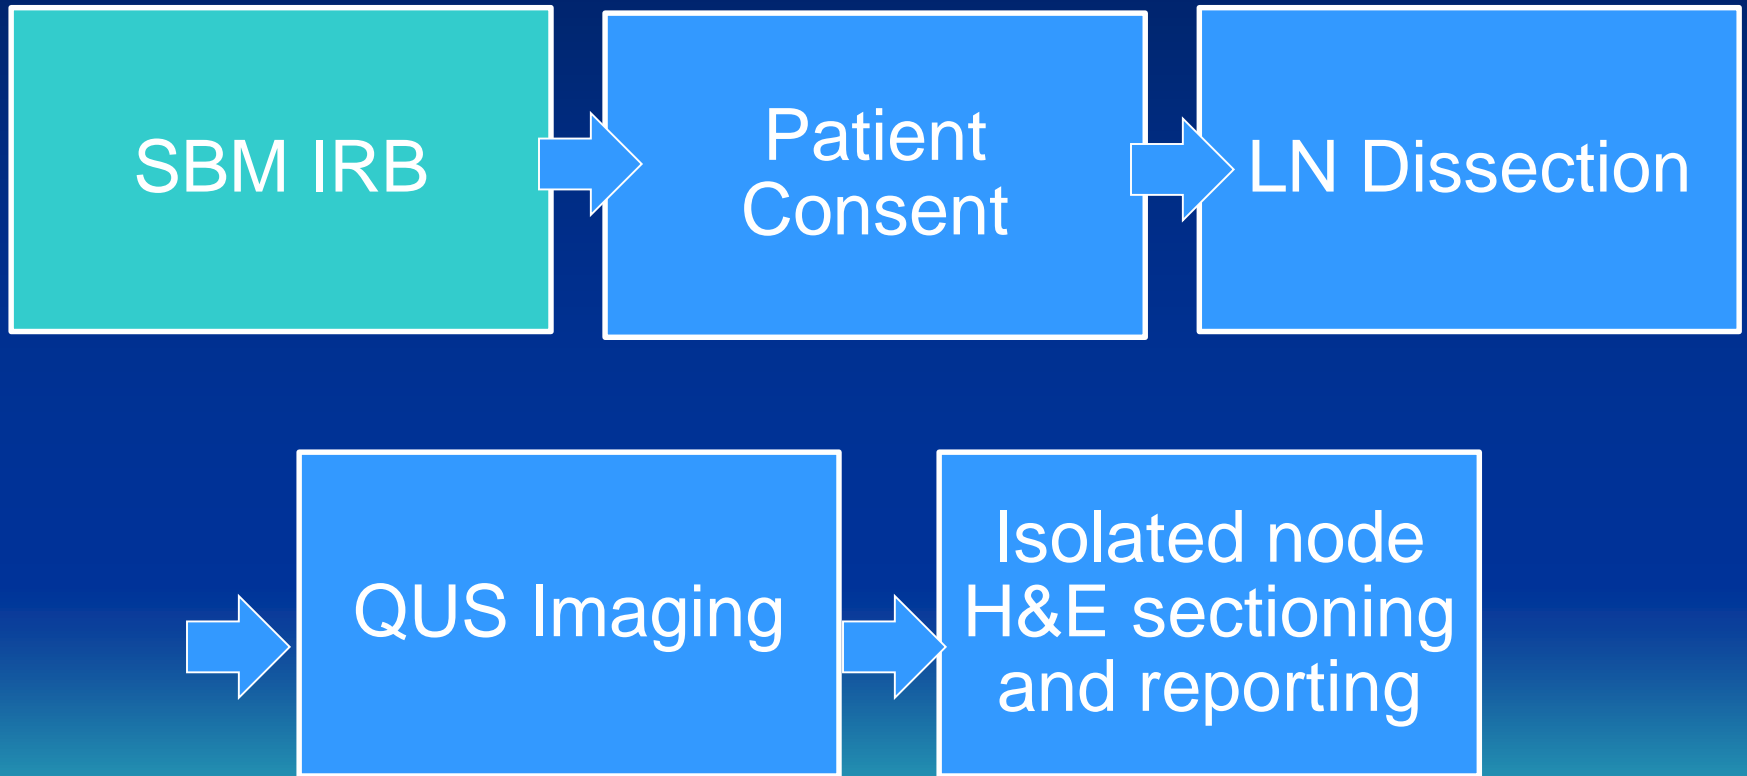 SBM IRB
Patient
Consent
LN Dissection
QUS Imaging
Isolated node
H&E sectioning
and reporting